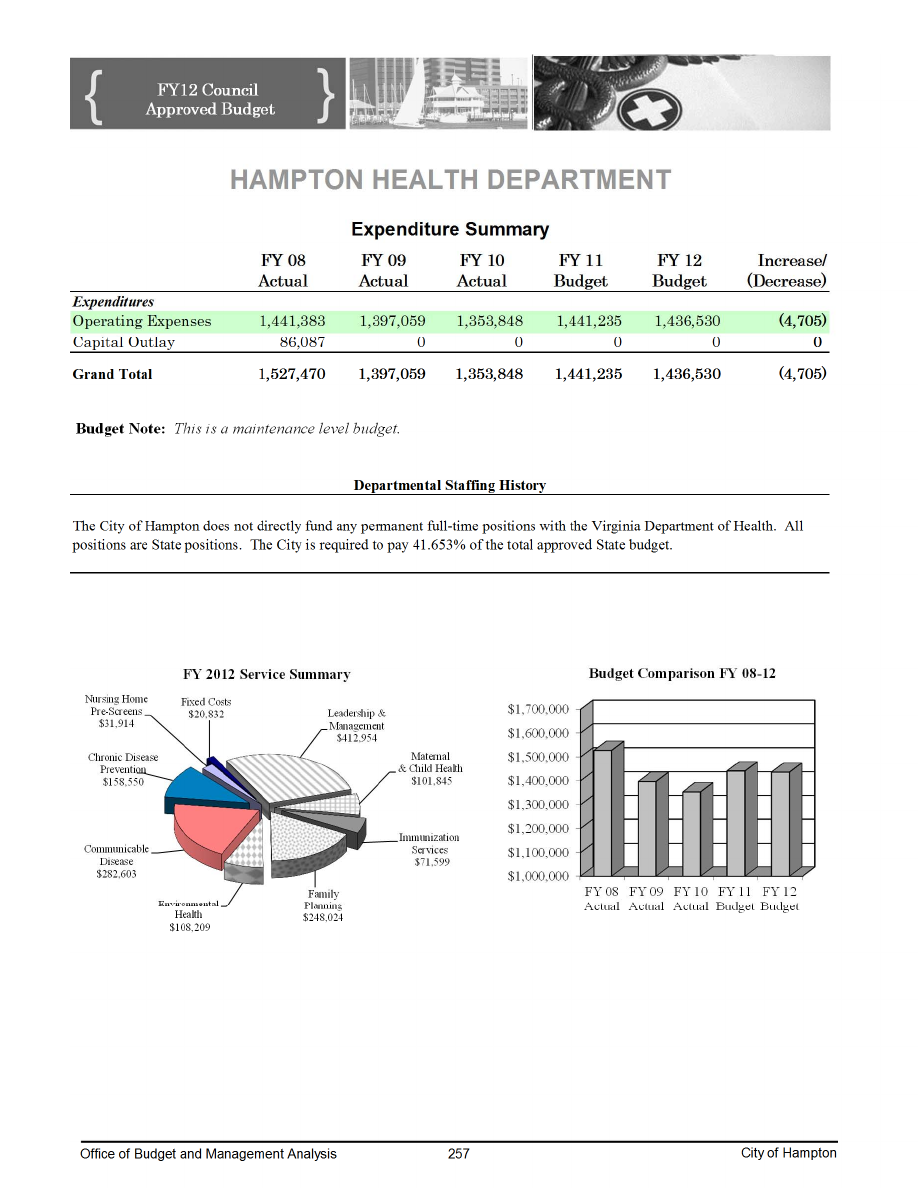 FY12 Council
Approved Budget
HAMPTON HEALTH DEPARTMENT
Expenditure Summary
FY 08 FY 09 FY 10 FY 11 FY 12 Increase/
Actual Actual Actual Budget Budget (Decrease)
Expenditures
Operating Expenses 1,441,383 1,397,059 1,353,848 1,441,235 1,436,530 (4,705)
Capital Outlay 86,087 0 0 0 0 0
Grand Total 1,527,470 1,397,059 1,353,848 1,441,235 1,436,530 (4,705)
Budget Note: This is a maintenance level budget.
Departmental Staffing History
The City of Hampton does not directly fund any permanent full-time positions with the Virginia Department of Health. All
positions are State positions. The City is required to pay 41.653% of the total approved State budget.
FY 2012 Service Summary
Nursing Home
Pre-Screens
$31,914
Fixed Costs
$20,832
Leadership &
Management
$412,954
Maternal
& Child Health
$101,845
Chronic Disease
Prevention
$158,550
Immunization
Services
$71,599
Communicable
Disease
$282,603
Family
Planning
$248,024
Environmental
Health
$108,209
Budget Comparison FY 08-12
$1,700,000
$1,600,000
$1,500,000
$1,400,000
$1,300,000
$1,200,000
$1,100,000
$1,000,000
FY 08 FY 09 FY 10 FY 11 FY 12
Actual Actual Actual Budget Budget
Office of Budget and Management Analysis 257 City of Hampton